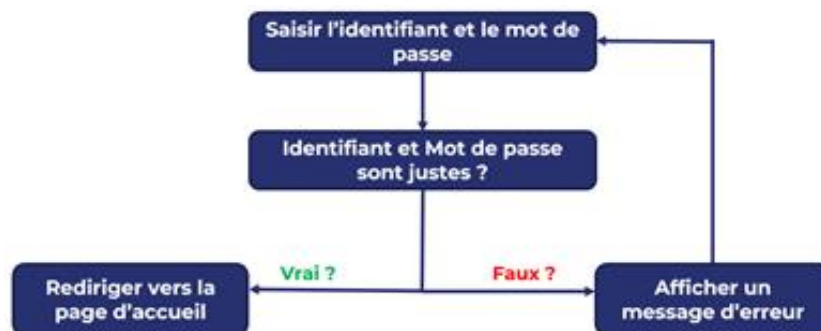 Saisir l'identifiant et le mot de
passe
Identifiant et Mot de passe
sont justes ?
Vrai ?
Faux ?
Rediriger vers la
page d'accueil
Afficher un
message d'erreur